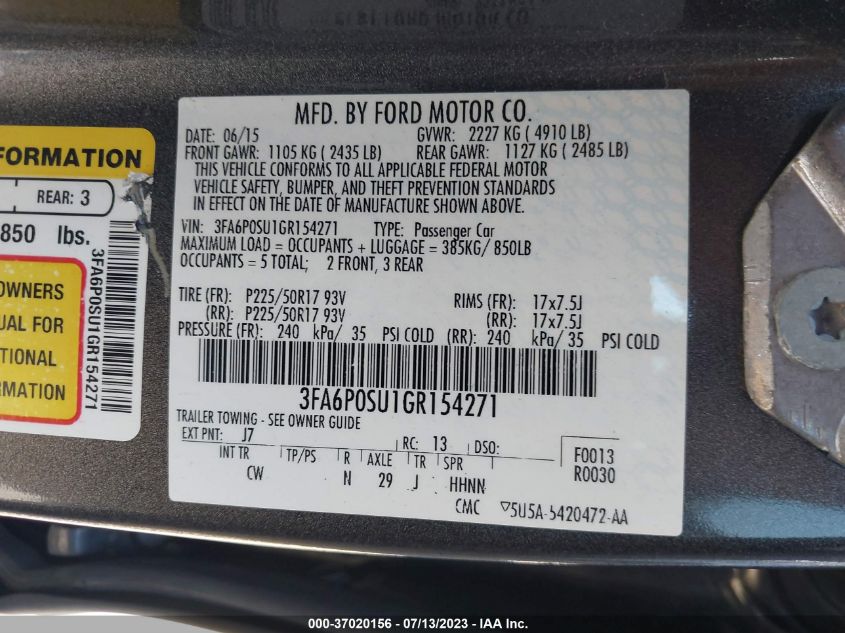 MFD. BY FORD MOTOR CO.
DATE: 06/15 GVWR: 2227 KG ( 4910 LB)
FRONT GAWR: 1105 KG ( 2435 LB) REAR GAWR: 1127 KG ( 2485 LB)
THIS VEHICLE CONFORMS TO ALL APPLICABLE FEDERAL MOTOR
VEHICLE SAFETY, BUMPER, AND THEFT PREVENTION STANDARDS
IN EFFECT ON THE DATE OF MANUFACTURE SHOWN ABOVE.
VIN: 3FA6P0SU1GR154271 TYPE: Passenger Car
MAXIMUM LOAD = OCCUPANTS + LUGGAGE = 385KG/ 850LB
OCCUPANTS = 5 TOTAL; 2 FRONT, 3 REAR
TIRE (FR): P225/50R17 93V RIMS (FR): 17x7.5J
(RR): P225/50R17 93V (RR): 17x7.5J
PRESSURE (FR): 240 kPa/ 35 PSI COLD (RR): 240 kPa/ 35 PSI COLD
3FA6P0SU1GR154271
TRAILER TOWING - SEE OWNER GUIDE
EXT PNT: J7 RC: 13 DSO: F0013
INT TR TP/PS R AXLE TR SPR R0030
CW N 29 J HHNN
CMC ▽5U5A-5420472-AA
FORMATION
REAR: 3
850 lbs.
OWNERS
UAL FOR
TIONAL
RMATION
3FA6P0SU1GR154271
000-37020156 - 07/13/2023 - IAA Inc.